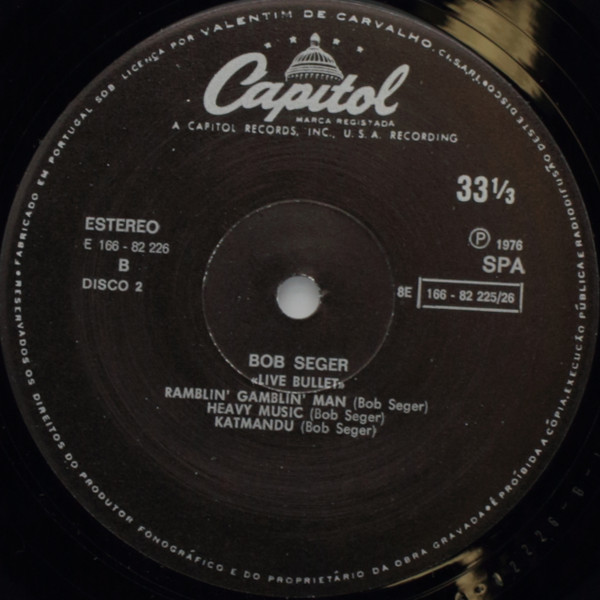 FABRICADO EM PORTUGAL SOB LICENÇA POR VALENTIM DE CARVALHO, C.I.,SARL
RESERVADOS OS DIREITOS DO PRODUTOR FONOGRÁFICO E DO PROPRIETÁRIO DA OBRA GRAVADA • É PROIBIDA A CÓPIA, EXECUÇÃO PÚBLICA E RADIODIFUSÃO DESTE DISCO
Capitol
MARCA REGISTADA
A CAPITOL RECORDS, INC., U.S.A. RECORDING
33 1/3
ESTEREO
E 166 - 82 226
B
DISCO 2
Ⓟ 1976
SPA
8E 166 - 82 225/26
BOB SEGER
«LIVE BULLET»
RAMBLIN' GAMBLIN' MAN (Bob Seger)
HEAVY MUSIC (Bob Seger)
KATMANDU (Bob Seger)